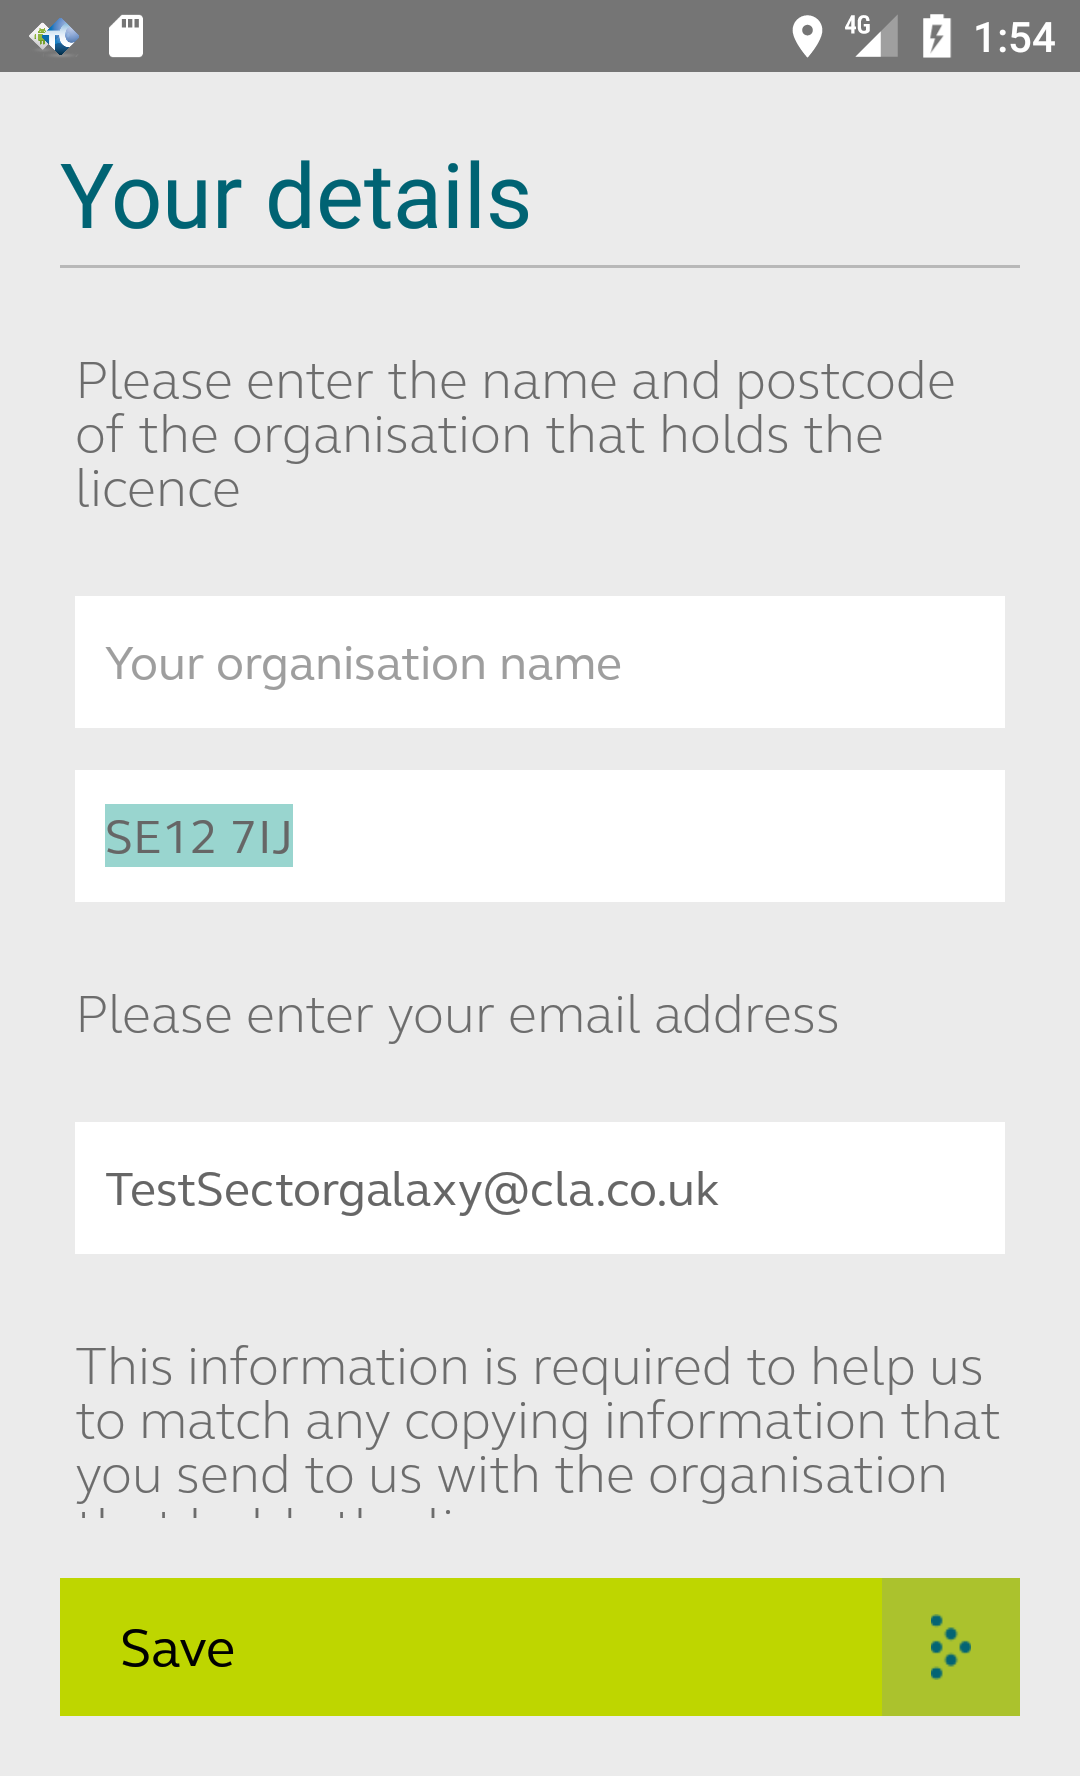 4G 1:54
Your details
Please enter the name and postcode
of the organisation that holds the
licence
Your organisation name
SE12 7IJ
Please enter your email address
TestSectorgalaxy@cla.co.uk
This information is required to help us
to match any copying information that
you send to us with the organisation
Save